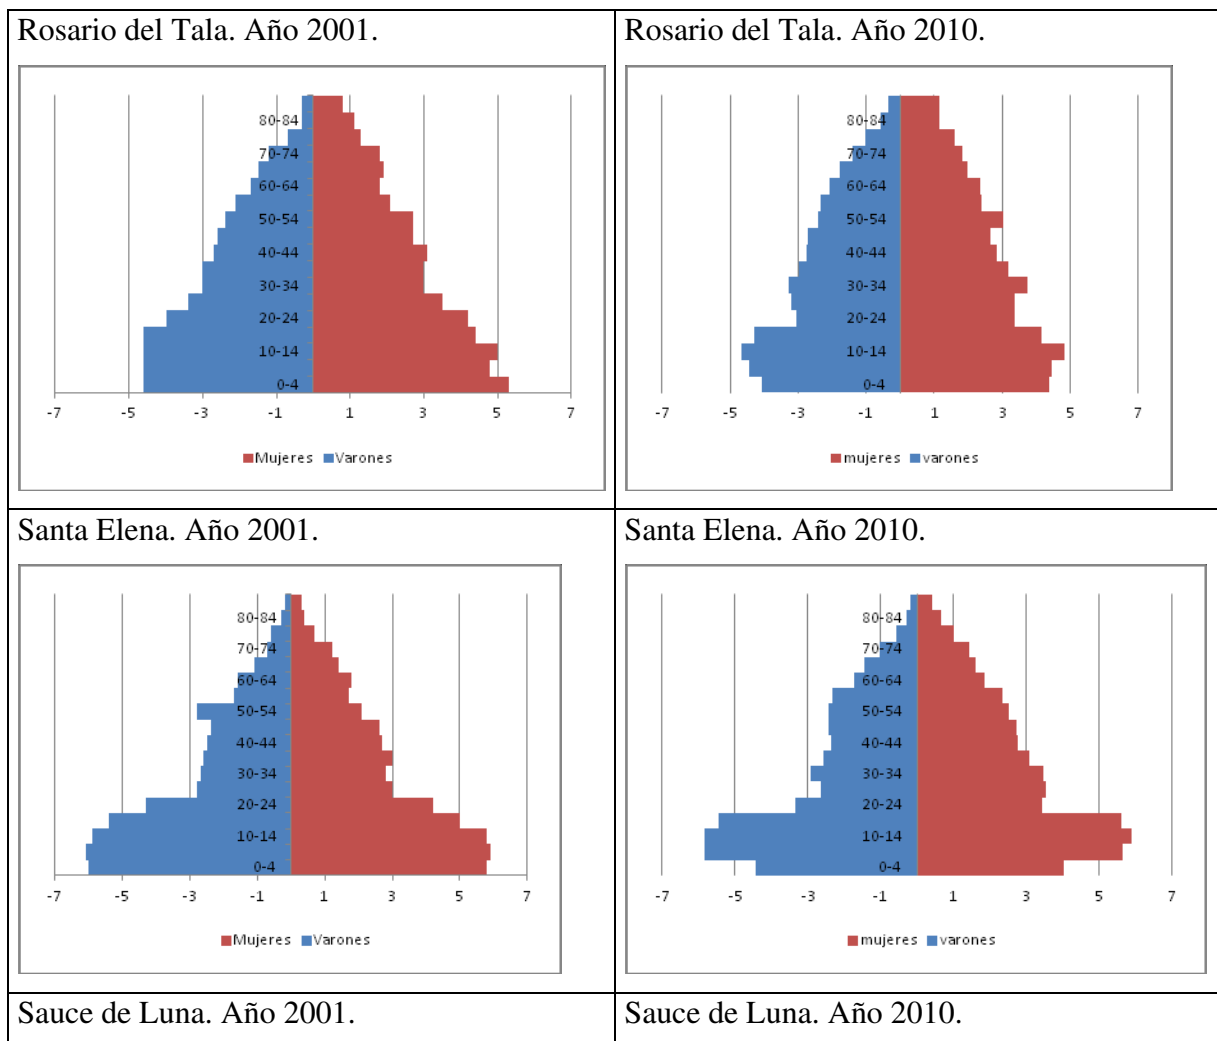 Rosario del Tala. Año 2001.
80-84
70-74
60-64
50-54
40-44
30-34
20-24
10-14
0-4
-7 -5 -3 -1 1 3 5 7
Mujeres Varones
Rosario del Tala. Año 2010.
80-84
70-74
60-64
50-54
40-44
30-34
20-24
10-14
0-4
-7 -5 -3 -1 1 3 5 7
mujeres varones
Santa Elena. Año 2001.
80-84
70-74
60-64
50-54
40-44
30-34
20-24
10-14
0-4
-7 -5 -3 -1 1 3 5 7
Mujeres Varones
Santa Elena. Año 2010.
80-84
70-74
60-64
50-54
40-44
30-34
20-24
10-14
0-4
-7 -5 -3 -1 1 3 5 7
mujeres varones
Sauce de Luna. Año 2001.
Sauce de Luna. Año 2010.